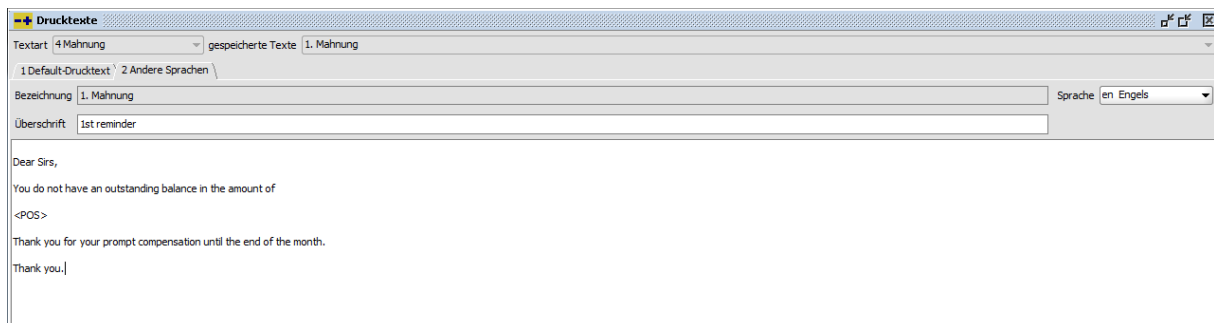 Drucktexte
Textart 4 Mahnung gespeicherte Texte 1. Mahnung
1 Default-Drucktext 2 Andere Sprachen
Bezeichnung 1. Mahnung Sprache en Engels
Überschrift 1st reminder
Dear Sirs,
You do not have an outstanding balance in the amount of
<POS>
Thank you for your prompt compensation until the end of the month.
Thank you.